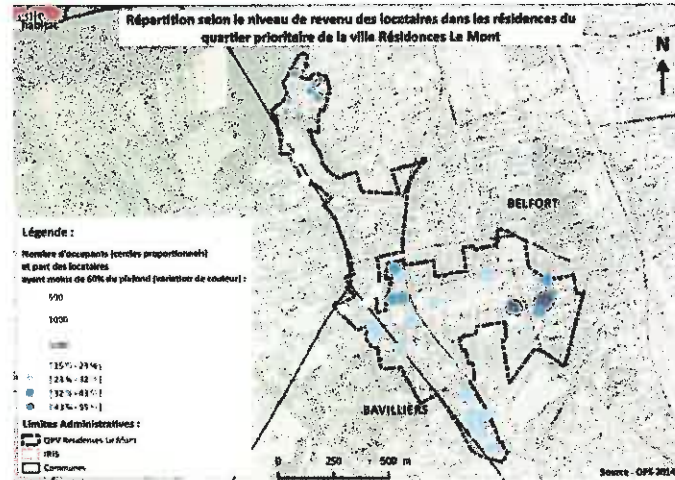 habitat
Répartition selon le niveau de revenu des locataires dans les résidences du
quartier prioritaire de la ville Résidences Le Mont
N
BELFORT
Légende :
Nombre d'occupants (cercles proportionnels)
et part des locataires
ayant moins de 60% du plafond (variation de couleur) :
500
1000
BAVILLIERS
Limites Administratives :
QPV Résidences Le Mont
IRIS
Communes
0 250 500 m
Source - OPS 2014